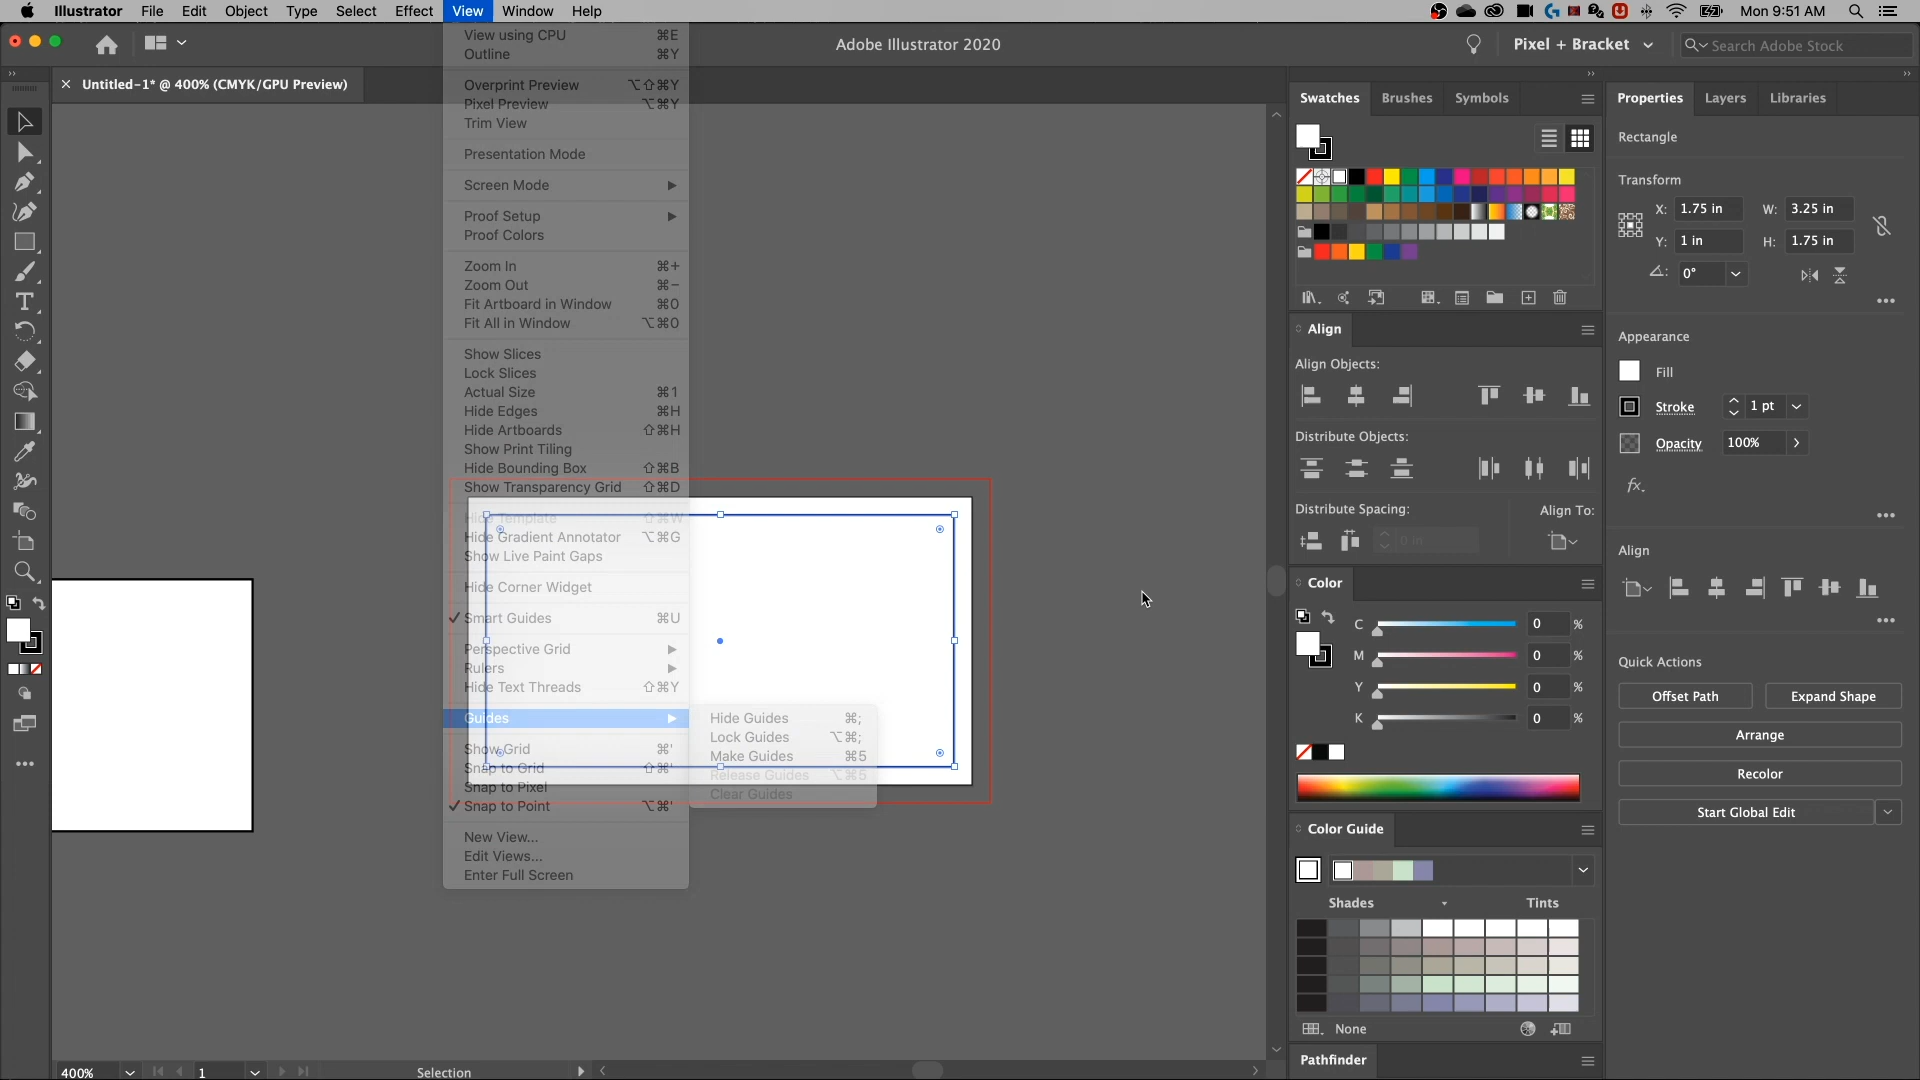 Illustrator File Edit Object Type Select Effect View Window Help
Mon 9:51 AM
Adobe Illustrator 2020
Pixel + Bracket
Search Adobe Stock
Untitled-1* @ 400% (CMYK/GPU Preview)
View using CPU ⌘E
Outline ⌘Y
Overprint Preview ⌥⇧⌘Y
Pixel Preview ⌥⌘Y
Trim View
Presentation Mode
Screen Mode
Proof Setup
Proof Colors
Zoom In ⌘+
Zoom Out ⌘−
Fit Artboard in Window ⌘0
Fit All in Window ⌥⌘0
Show Slices
Lock Slices
Actual Size ⌘1
Hide Edges ⌘H
Hide Artboards ⇧⌘H
Show Print Tiling
Hide Bounding Box ⇧⌘B
Show Transparency Grid ⇧⌘D
Hide Template ⇧⌘W
Hide Gradient Annotator ⌥⌘G
Show Live Paint Gaps
Hide Corner Widget
✓ Smart Guides ⌘U
Perspective Grid
Rulers
Hide Text Threads ⇧⌘Y
Guides
Show Grid ⌘'
Snap to Grid ⇧⌘'
Snap to Pixel
✓ Snap to Point ⌥⌘'
New View...
Edit Views...
Enter Full Screen
Hide Guides ⌘;
Lock Guides ⌥⌘;
Make Guides ⌘5
Release Guides ⌥⌘5
Clear Guides
400%
1
Selection
Swatches Brushes Symbols
Align
Align Objects:
Distribute Objects:
Distribute Spacing:
Align To:
0 in
Color
C 0 %
M 0 %
Y 0 %
K 0 %
Color Guide
Shades Tints
None
Pathfinder
Properties Layers Libraries
Rectangle
Transform
X: 1.75 in W: 3.25 in
Y: 1 in H: 1.75 in
0°
Appearance
Fill
Stroke 1 pt
Opacity 100%
fx.
Align
Quick Actions
Offset Path Expand Shape
Arrange
Recolor
Start Global Edit